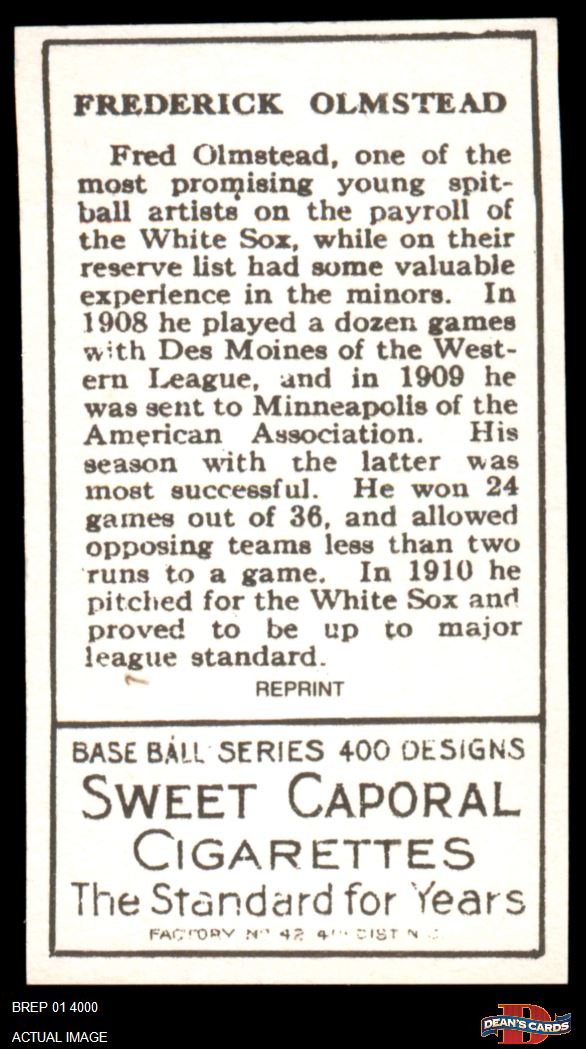 FREDERICK OLMSTEAD
Fred Olmstead, one of the
most promising young spit-
ball artists on the payroll of
the White Sox, while on their
reserve list had some valuable
experience in the minors. In
1908 he played a dozen games
with Des Moines of the West-
ern League, and in 1909 he
was sent to Minneapolis of the
American Association. His
season with the latter was
most successful. He won 24
games out of 36, and allowed
opposing teams less than two
runs to a game. In 1910 he
pitched for the White Sox and
proved to be up to major
league standard.
REPRINT
BASE BALL SERIES 400 DESIGNS
SWEET CAPORAL
CIGARETTES
The Standard for Years
FACTORY Nº 42 4TH DIST N.C.
BREP 01 4000
ACTUAL IMAGE
D
DEAN'S CARDS